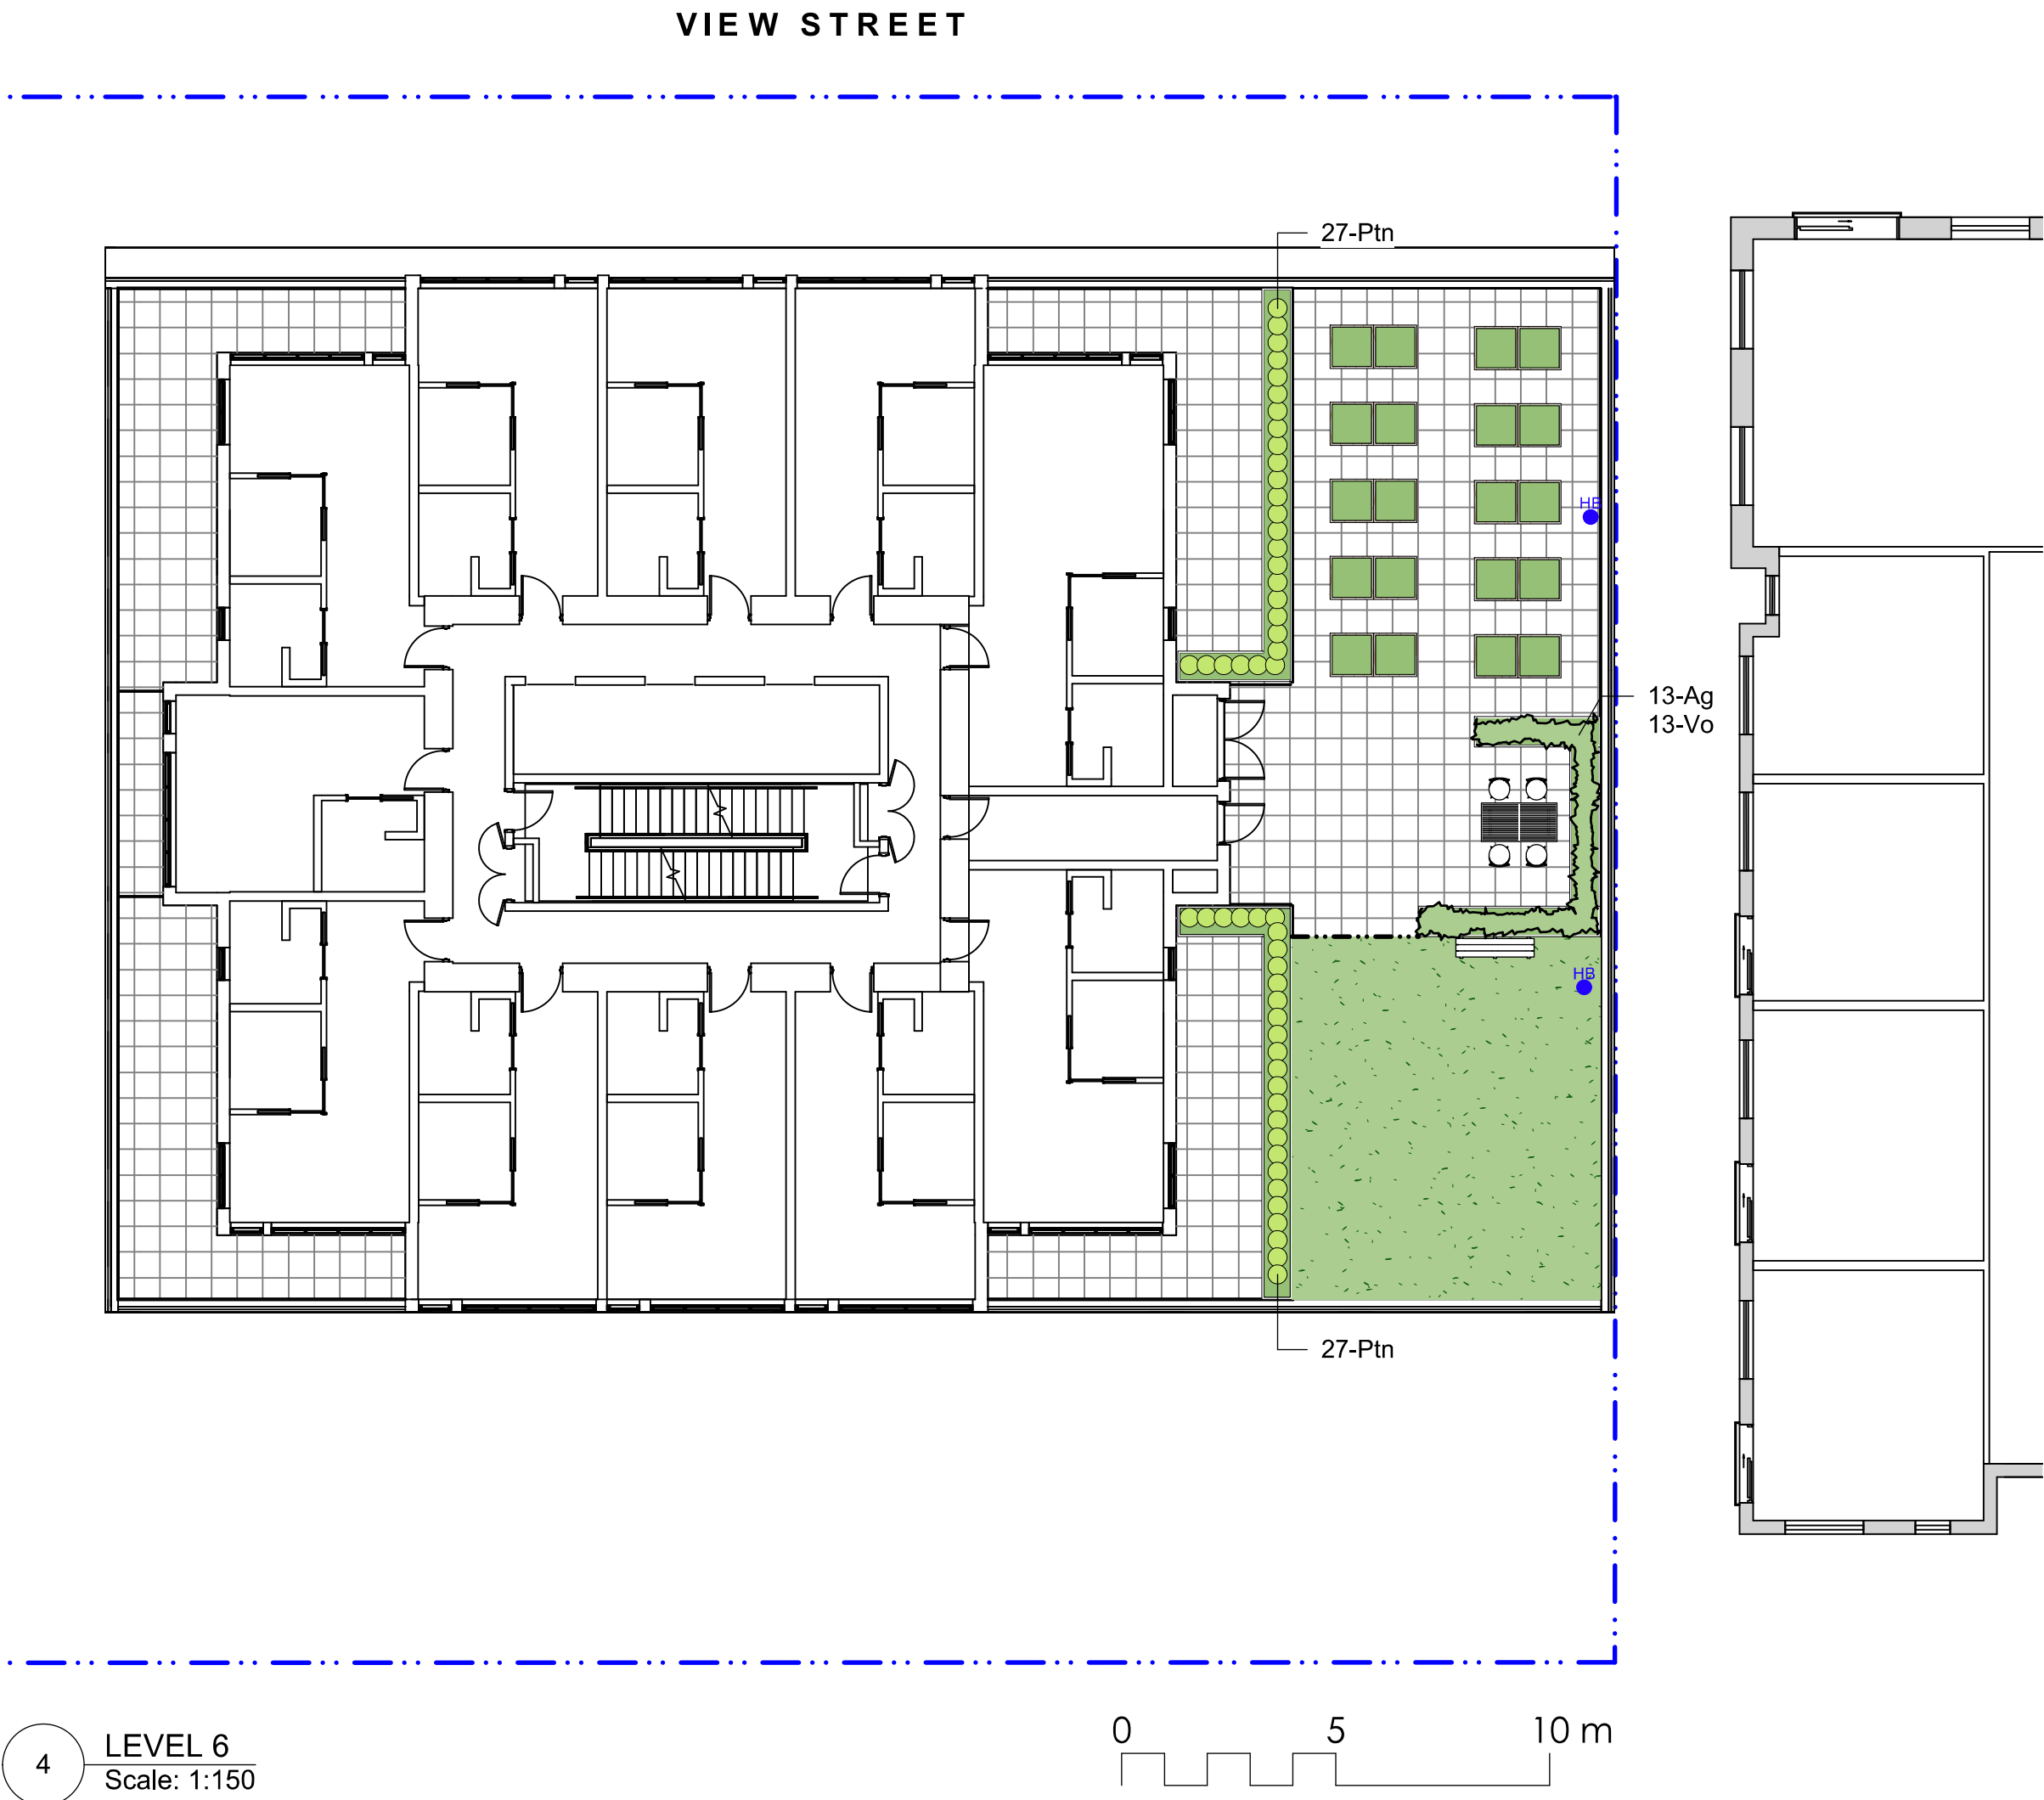 VIEW STREET
27-Ptn
HB
13-Ag
13-Vo
HB
27-Ptn
0 5 10 m
4
LEVEL 6
Scale: 1:150